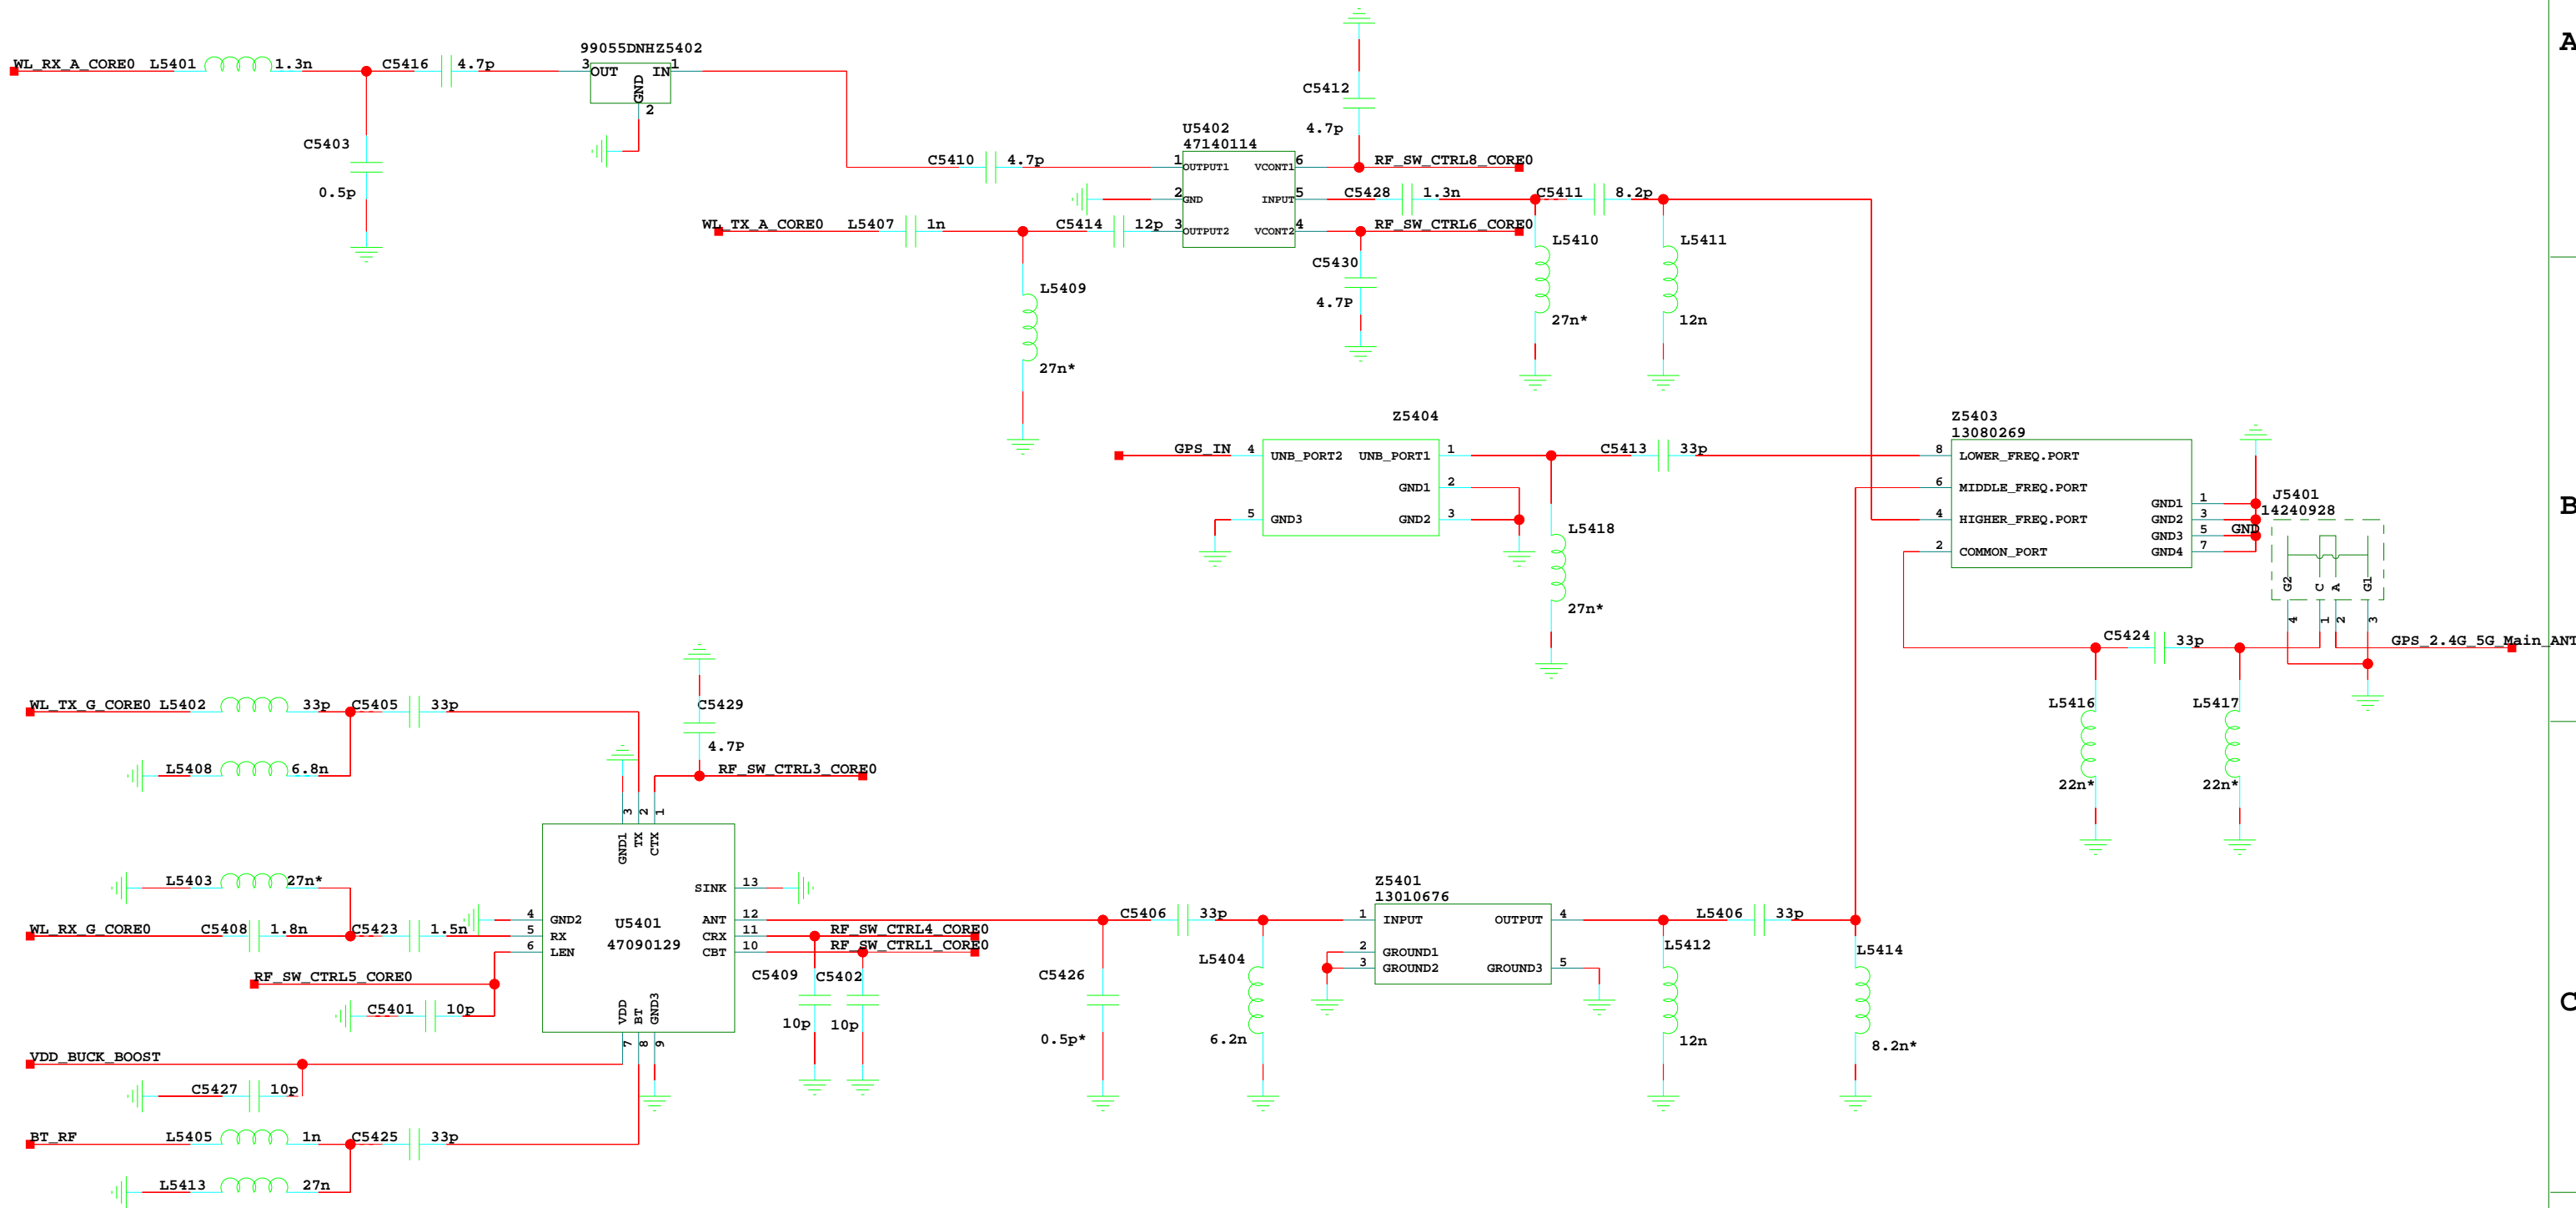 A
99055DNHZ5402
WL_RX_A_CORE0 L5401 1.3n C5416 4.7p 3 OUT IN 1
GND
2
C5412
4.7p
C5403
0.5p
U5402
47140114
C5410 4.7p 1 OUTPUT1 VCONT1 6 RF_SW_CTRL8_CORE0
2 GND INPUT 5 C5428 1.3n C5411 8.2p
WL_TX_A_CORE0 L5407 1n C5414 12p 3 OUTPUT2 VCONT2 4 RF_SW_CTRL6_CORE0
L5410 L5411
C5430
L5409
4.7P
27n* 12n
27n*
Z5404 Z5403
13080269
GPS_IN 4 UNB_PORT2 UNB_PORT1 1 C5413 33p 8 LOWER_FREQ.PORT
GND1 2 6 MIDDLE_FREQ.PORT
5 GND3 GND2 3 4 HIGHER_FREQ.PORT
2 COMMON_PORT
GND1 1
GND2 3
GND3 5 GND
GND4 7
J5401
14240928
B
G2 C A G1
4 1 2 3
L5418
27n*
C5424 33p GPS_2.4G_5G_Main_ANT
L5416 L5417
22n* 22n*
C5429
4.7P
WL_TX_G_CORE0 L5402 33p C5405 33p
L5408 6.8n RF_SW_CTRL3_CORE0
3 2 1
GND1 TX CTX
L5403 27n* SINK 13
4 GND2 U5401 ANT 12
WL_RX_G_CORE0 C5408 1.8n C5423 1.5n 5 RX 47090129 CRX 11 RF_SW_CTRL4_CORE0
6 LEN CBT 10 RF_SW_CTRL1_CORE0
RF_SW_CTRL5_CORE0
C5401 10p
VDD BT GND3
7 8 9
C5409 C5402
10p 10p
C5426
0.5p*
C5406 33p
L5404
6.2n
Z5401
13010676
1 INPUT OUTPUT 4
2 GROUND1
3 GROUND2 GROUND3 5
L5406 33p
L5412
12n
L5414
8.2n*
C
VDD_BUCK_BOOST
C5427 10p
BT_RF L5405 1n C5425 33p
L5413 27n